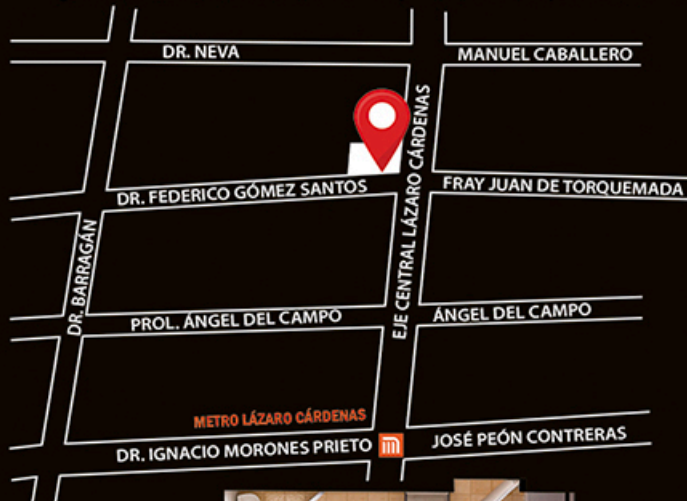 DR. NEVA
MANUEL CABALLERO
EJE CENTRAL LÁZARO CÁRDENAS
DR. FEDERICO GÓMEZ SANTOS
FRAY JUAN DE TORQUEMADA
DR. BARRAGÁN
PROL. ÁNGEL DEL CAMPO
ÁNGEL DEL CAMPO
METRO LÁZARO CÁRDENAS
DR. IGNACIO MORONES PRIETO
JOSÉ PEÓN CONTRERAS